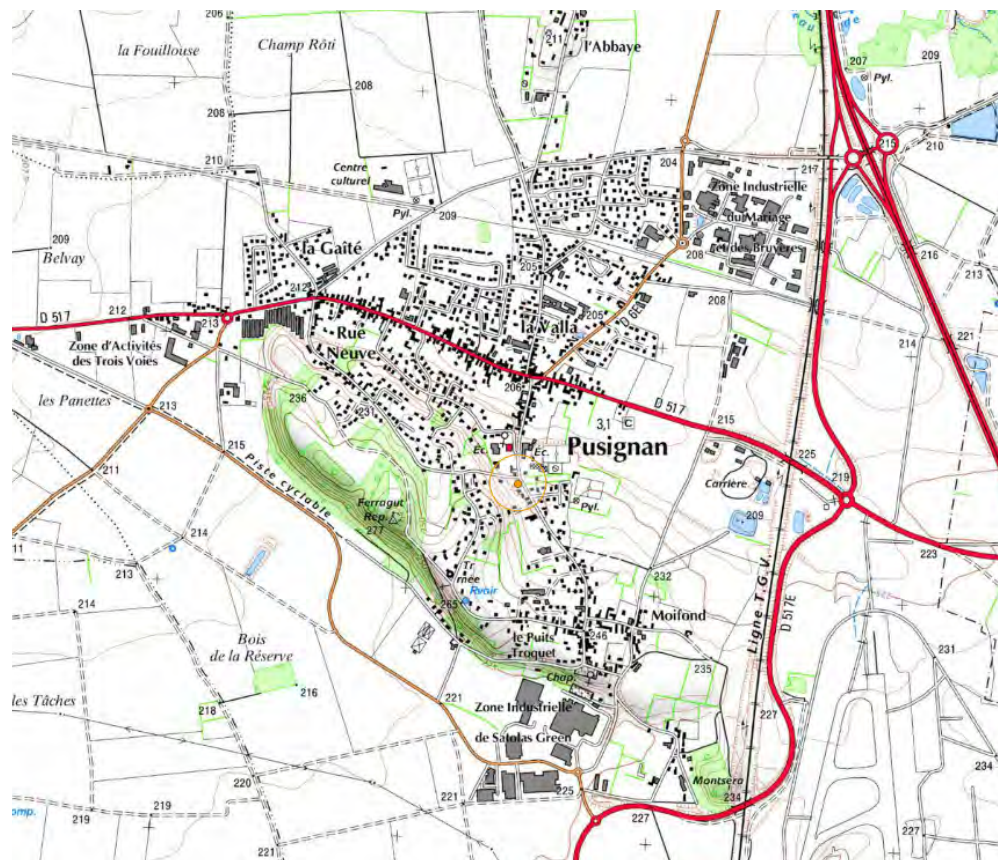 206
la Fouillouse
Champ Rôti
208
208
211
l'Abbaye
207
209
Pyl.
215
210
217
204
210
Centre
culturel
Pyl.
209
Zone Industrielle
du Mariage
et des Bruyères
208
216
213
209
Belvay
la Gaîté
205
212
212
D 517
213
Zone d'Activités
des Trois Voies
Rue
Neuve
la Valla
205
D 6E
208
214
221
206
les Panettes
213
236
231
D 517
3,1
C
215
Pusignan
Ec.
Ec.
225
219
Carrière
209
Pyl.
211
215
Piste cyclable
Ferragut
Rep.
277
214
213
223
Rvoir
265
232
Moifond
214
Bois
de la Réserve
216
le Puits
Troquet
246
Chap.
235
Ligne T.G.V.
D 517E
231
les Tâches
218
221
Zone Industrielle
de Satolas Green
227
234
220
219
219
225
Montsera
234
227
227
221